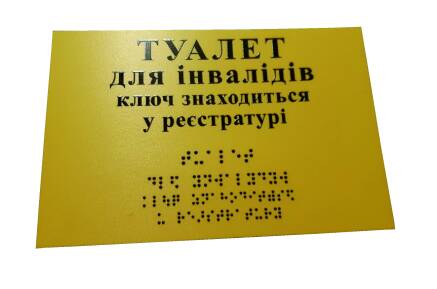 ТУАЛЕТ
для інвалідів
ключ знаходиться
у реєстратурі